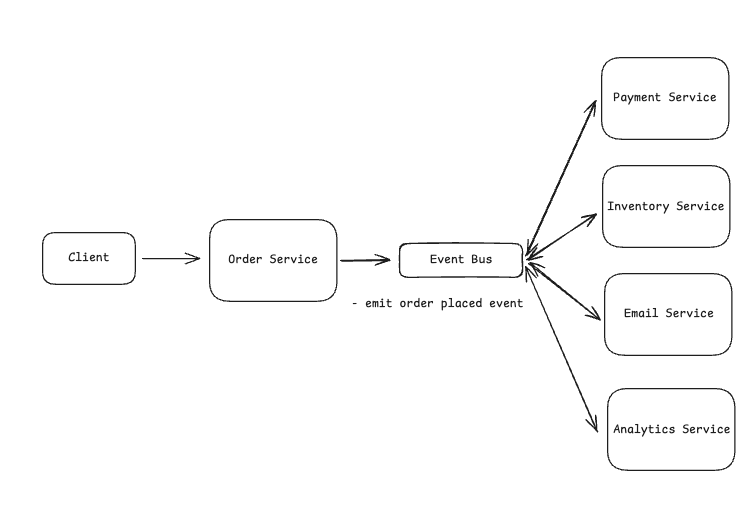 Client
Order Service
Event Bus
- emit order placed event
Payment Service
Inventory Service
Email Service
Analytics Service